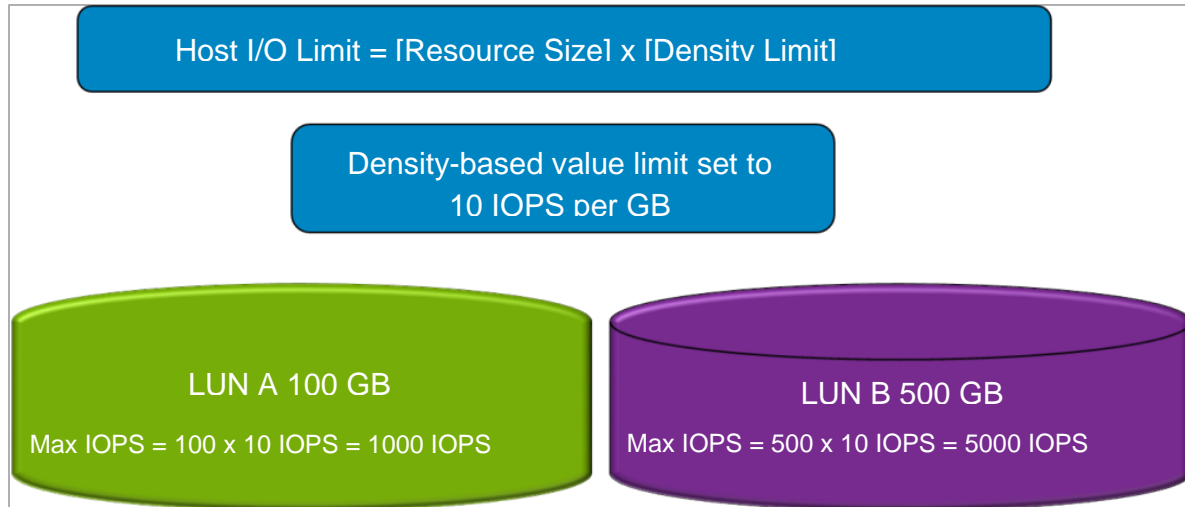 Host I/O Limit = [Resource Size] x [Density Limit]
Density-based value limit set to
10 IOPS per GB
LUN A 100 GB
Max IOPS = 100 x 10 IOPS = 1000 IOPS
LUN B 500 GB
Max IOPS = 500 x 10 IOPS = 5000 IOPS